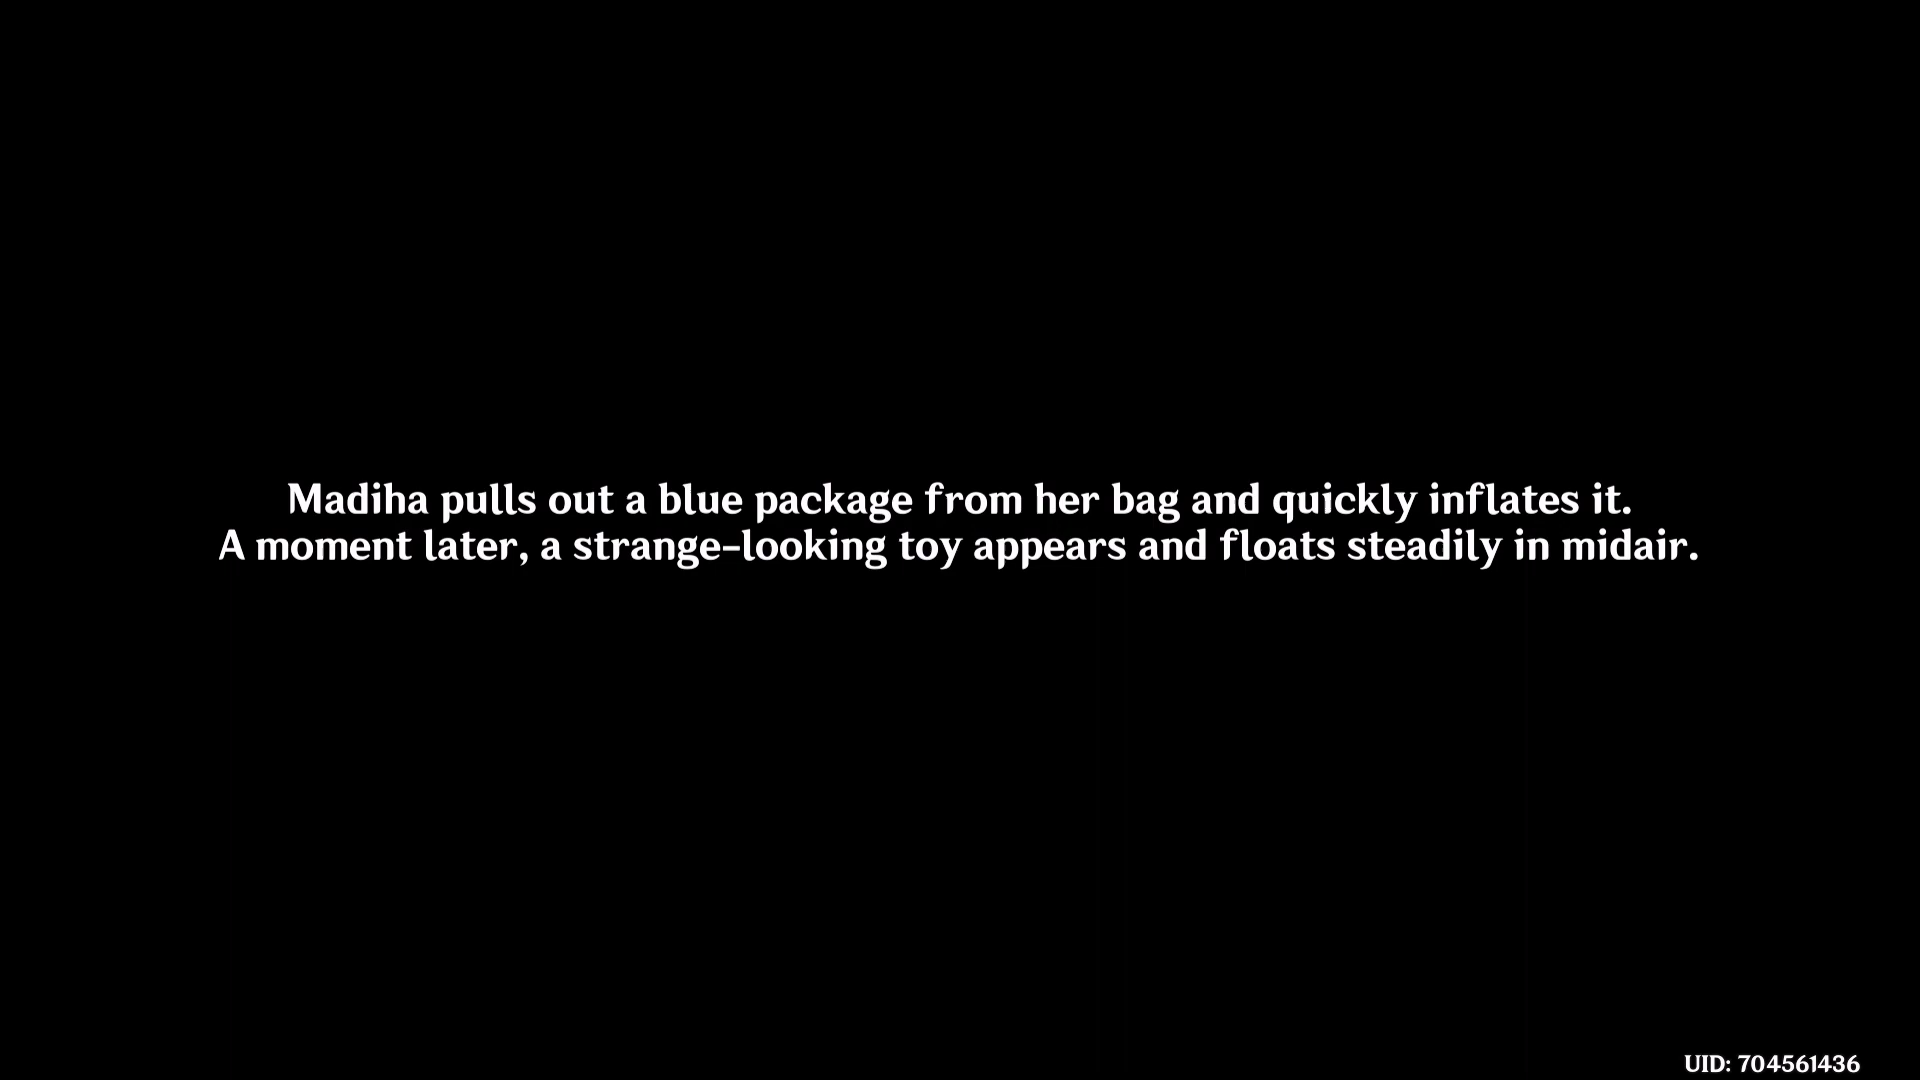 Madiha pulls out a blue package from her bag and quickly inflates it.
A moment later, a strange-looking toy appears and floats steadily in midair.
UID: 704561436